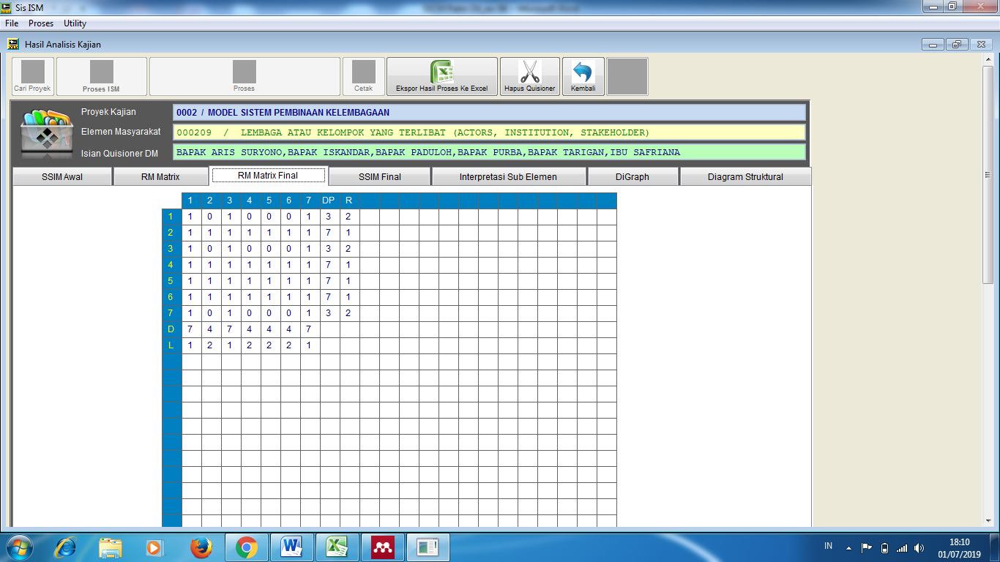 Sis ISM
File Proses Utility
Hasil Analisis Kajian
Cari Proyek Proses ISM Proses Cetak Ekspor Hasil Proses Ke Excel Hapus Quisioner Kembali
Proyek Kajian 0002 / MODEL SISTEM PEMBINAAN KELEMBAGAAN
Elemen Masyarakat 000209 / LEMBAGA ATAU KELOMPOK YANG TERLIBAT (ACTORS, INSTITUTION, STAKEHOLDER)
Isian Quisioner DM BAPAK ARIS SURYONO,BAPAK ISKANDAR,BAPAK PADULOH,BAPAK PURBA,BAPAK TARIGAN,IBU SAFRIANA
SSIM Awal RM Matrix RM Matrix Final SSIM Final Interpretasi Sub Elemen DiGraph Diagram Struktural
1 2 3 4 5 6 7 DP R
1 1 0 1 0 0 0 1 3 2
2 1 1 1 1 1 1 1 7 1
3 1 0 1 0 0 0 1 3 2
4 1 1 1 1 1 1 1 7 1
5 1 1 1 1 1 1 1 7 1
6 1 1 1 1 1 1 1 7 1
7 1 0 1 0 0 0 1 3 2
D 7 4 7 4 4 4 7
L 1 2 1 2 2 2 1
IN 18:10
01/07/2019